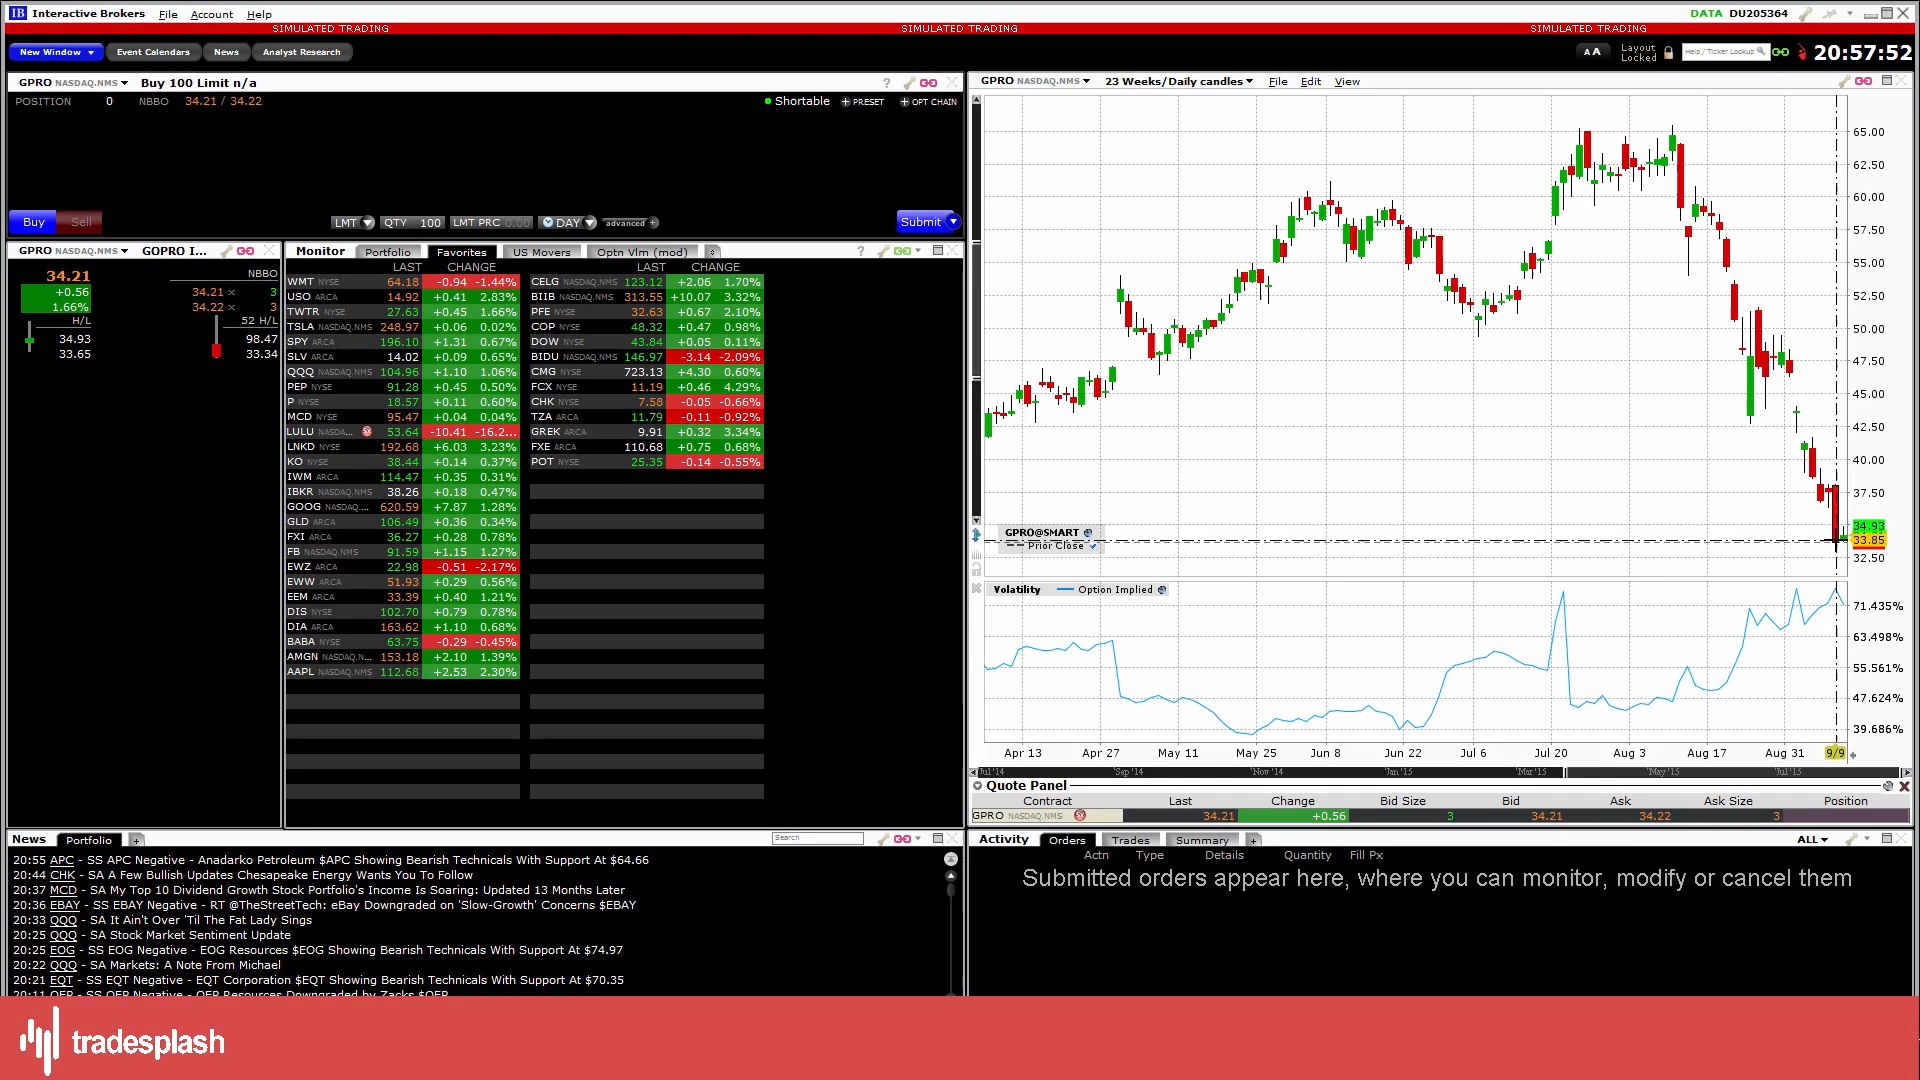 IB Interactive Brokers File Account Help DATA DU205364
SIMULATED TRADING SIMULATED TRADING SIMULATED TRADING
New Window Event Calendars News Analyst Research A A Layout Locked Help / Ticker Lookup 20:57:52
GPRO NASDAQ.NMS Buy 100 Limit n/a ?
POSITION 0 NBBO 34.21 / 34.22 Shortable + PRESET + OPT CHAIN
Buy Sell LMT QTY 100 LMT PRC 0.00 DAY advanced + Submit
GPRO NASDAQ.NMS GOPRO I...
34.21 NBBO
+0.56 34.21 × 3
1.66% 34.22 × 3
H/L 52 H/L
34.93 98.47
33.65 33.34
Monitor Portfolio Favorites US Movers Optn Vlm (mod) ?
LAST CHANGE LAST CHANGE
WMT NYSE 64.18 -0.94 -1.44% CELG NASDAQ.NMS 123.12 +2.06 1.70%
USO ARCA 14.92 +0.41 2.83% BIIB NASDAQ.NMS 313.55 +10.07 3.32%
TWTR NYSE 27.63 +0.45 1.66% PFE NYSE 32.63 +0.67 2.10%
TSLA NASDAQ.NMS 248.97 +0.06 0.02% COP NYSE 48.32 +0.47 0.98%
SPY ARCA 196.10 +1.31 0.67% DOW NYSE 43.84 +0.05 0.11%
SLV ARCA 14.02 +0.09 0.65% BIDU NASDAQ.NMS 146.97 -3.14 -2.09%
QQQ NASDAQ.NMS 104.96 +1.10 1.06% CMG NYSE 723.13 +4.30 0.60%
PEP NYSE 91.28 +0.45 0.50% FCX NYSE 11.19 +0.46 4.29%
P NYSE 18.57 +0.11 0.60% CHK NYSE 7.58 -0.05 -0.66%
MCD NYSE 95.47 +0.04 0.04% TZA ARCA 11.79 -0.11 -0.92%
LULU NASDA... 53.64 -10.41 -16.2... GREK ARCA 9.91 +0.32 3.34%
LNKD NYSE 192.68 +6.03 3.23% FXE ARCA 110.68 +0.75 0.68%
KO NYSE 38.44 +0.14 0.37% POT NYSE 25.35 -0.14 -0.55%
IWM ARCA 114.47 +0.35 0.31%
IBKR NASDAQ.NMS 38.26 +0.18 0.47%
GOOG NASDAQ.... 620.59 +7.87 1.28%
GLD ARCA 106.49 +0.36 0.34%
FXI ARCA 36.27 +0.28 0.78%
FB NASDAQ.NMS 91.59 +1.15 1.27%
EWZ ARCA 22.98 -0.51 -2.17%
EWW ARCA 51.93 +0.29 0.56%
EEM ARCA 33.39 +0.40 1.21%
DIS NYSE 102.70 +0.79 0.78%
DIA ARCA 163.62 +1.10 0.68%
BABA NYSE 63.75 -0.29 -0.45%
AMGN NASDAQ.N... 153.18 +2.10 1.39%
AAPL NASDAQ.NMS 112.68 +2.53 2.30%
GPRO NASDAQ.NMS 23 Weeks/Daily candles File Edit View
65.00
62.50
60.00
57.50
55.00
52.50
50.00
47.50
45.00
42.50
40.00
37.50
34.93
33.85
32.50
GPRO@SMART
Prior Close
Volatility Option Implied
71.435%
63.498%
55.561%
47.624%
39.686%
Apr 13 Apr 27 May 11 May 25 Jun 8 Jun 22 Jul 6 Jul 20 Aug 3 Aug 17 Aug 31 9/9
Jul'14 Sep '14 Nov '14 Jan '15 Mar '15 May '15 Jul'15
Quote Panel
Contract Last Change Bid Size Bid Ask Ask Size Position
GPRO NASDAQ.NMS 34.21 +0.56 3 34.21 34.22 3
News Portfolio + Search
20:55 APC - SS APC Negative - Anadarko Petroleum $APC Showing Bearish Technicals With Support At $64.66
20:44 CHK - SA A Few Bullish Updates Chesapeake Energy Wants You To Follow
20:37 MCD - SA My Top 10 Dividend Growth Stock Portfolio's Income Is Soaring: Updated 13 Months Later
20:36 EBAY - SS EBAY Negative - RT @TheStreetTech: eBay Downgraded on 'Slow-Growth' Concerns $EBAY
20:33 QQQ - SA It Ain't Over 'Til The Fat Lady Sings
20:25 QQQ - SA Stock Market Sentiment Update
20:25 EOG - SS EOG Negative - EOG Resources $EOG Showing Bearish Technicals With Support At $74.97
20:22 QQQ - SA Markets: A Note From Michael
20:21 EQT - SS EQT Negative - EQT Corporation $EQT Showing Bearish Technicals With Support At $70.35
Activity Orders Trades Summary + ALL
Actn Type Details Quantity Fill Px
Submitted orders appear here, where you can monitor, modify or cancel them
tradesplash